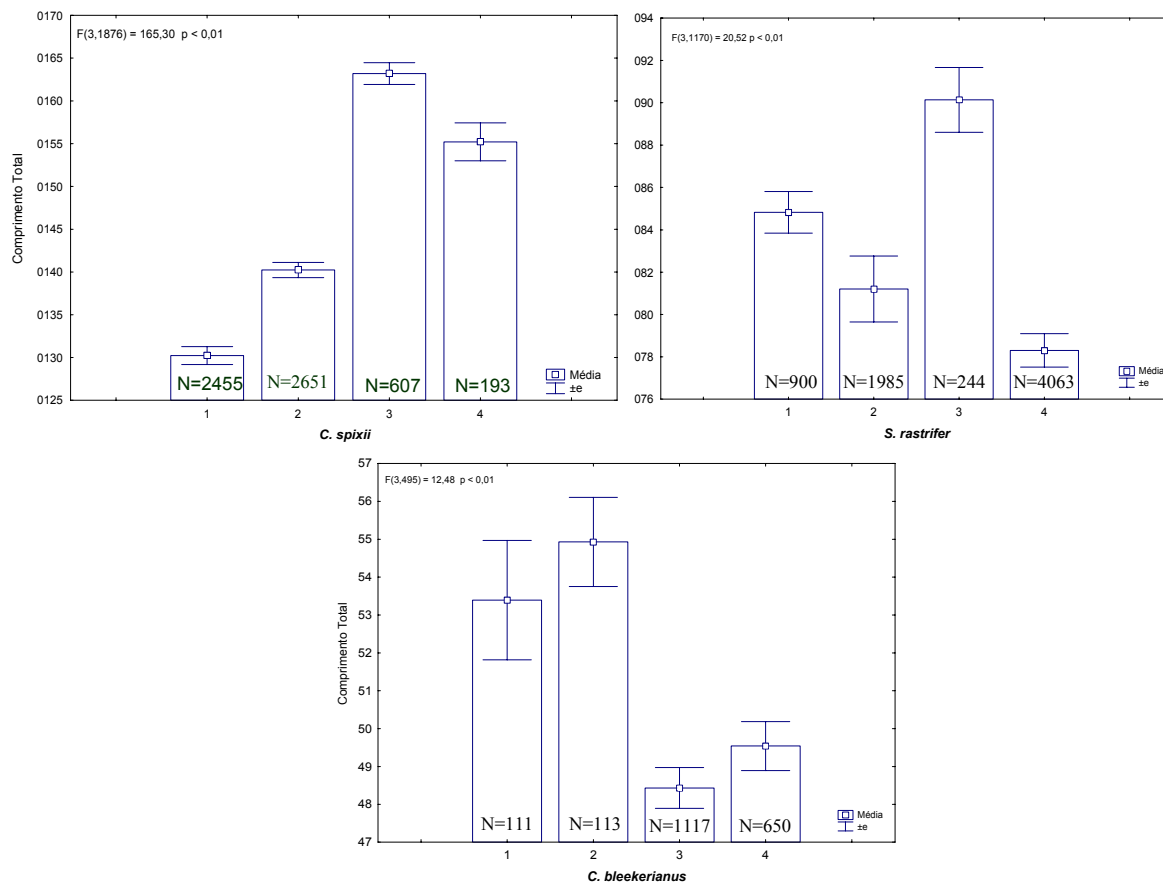 F(3,1876) = 165,30 p < 0,01
Comprimento Total
0170
0165
0160
0155
0150
0145
0140
0135
0130
0125
N=2455
N=2651
N=607
N=193
Média
±e
1
2
3
4
C. spixii
F(3,1170) = 20,52 p < 0,01
094
092
090
088
086
084
082
080
078
076
N=900
N=1985
N=244
N=4063
Média
±e
1
2
3
4
S. rastrifer
F(3,495) = 12,48 p < 0,01
Comprimento Total
57
56
55
54
53
52
51
50
49
48
47
N=111
N=113
N=1117
N=650
Média
±e
1
2
3
4
C. bleekerianus